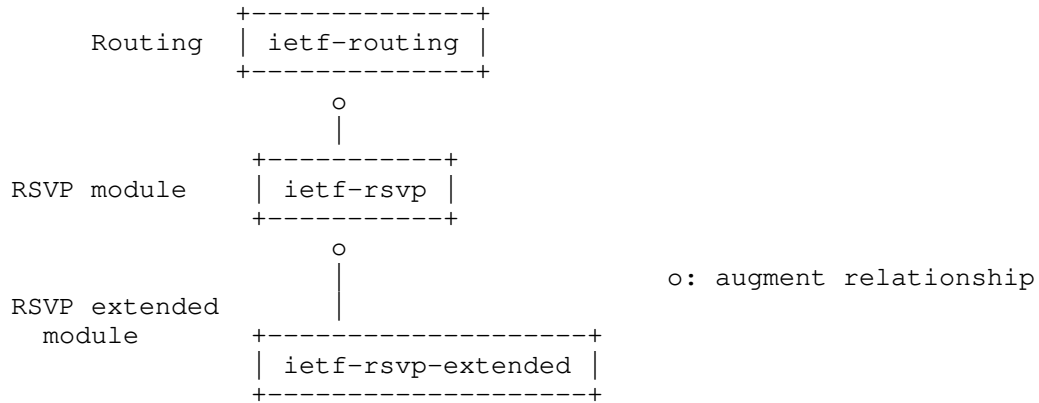 +--------------+
Routing | ietf-routing |
+--------------+
o
|
+-----------+
RSVP module | ietf-rsvp |
+-----------+
o
| o: augment relationship
RSVP extended |
module +--------------------+
| ietf-rsvp-extended |
+--------------------+